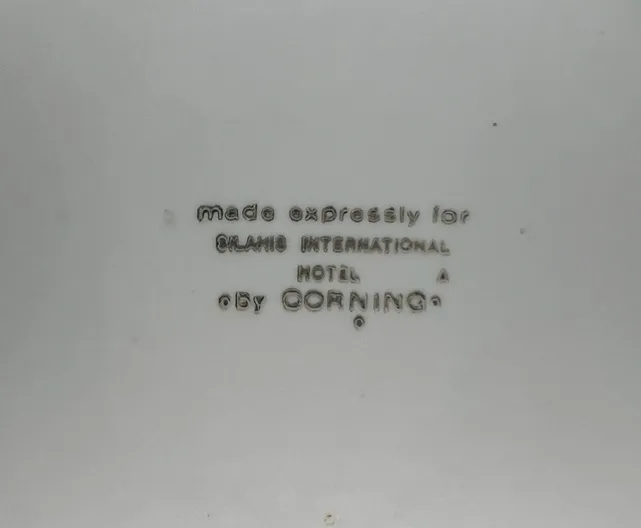 made expressly for
INTERNATIONAL
HOTEL A
by CORNING